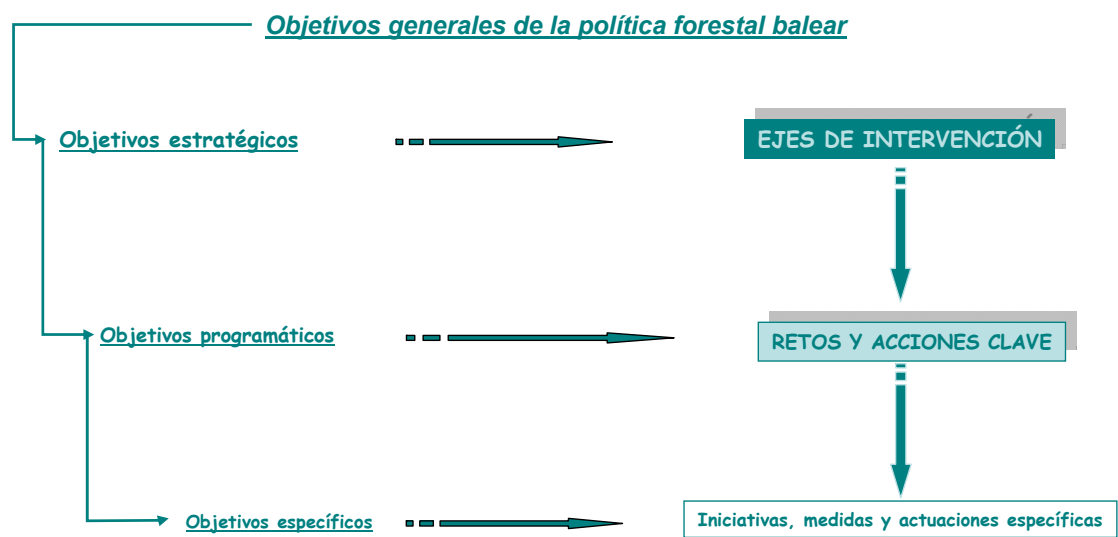 Objetivos generales de la política forestal balear
Objetivos estratégicos
EJES DE INTERVENCIÓN
Objetivos programáticos
RETOS Y ACCIONES CLAVE
Objetivos específicos
Iniciativas, medidas y actuaciones específicas